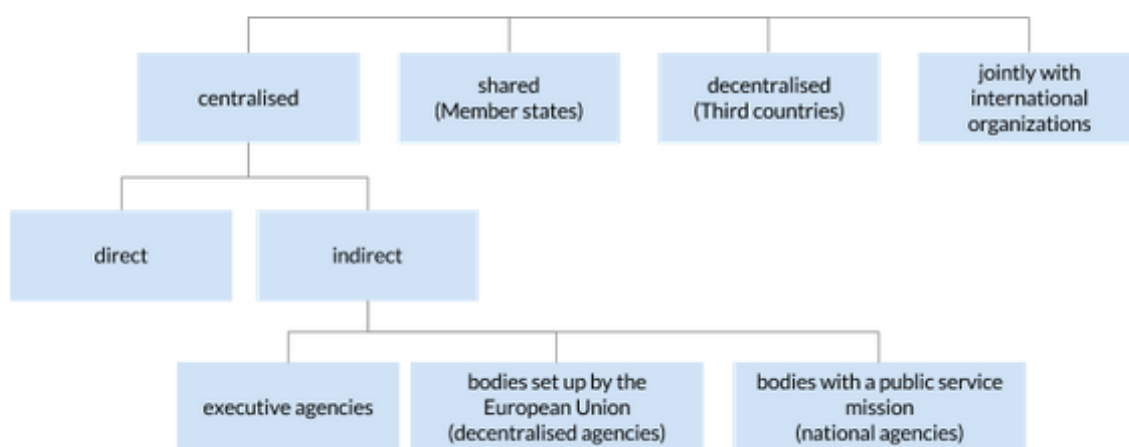 centralised
shared
(Member states)
decentralised
(Third countries)
jointly with
international
organizations
direct
indirect
executive agencies
bodies set up by the
European Union
(decentralised agencies)
bodies with a public service
mission
(national agencies)